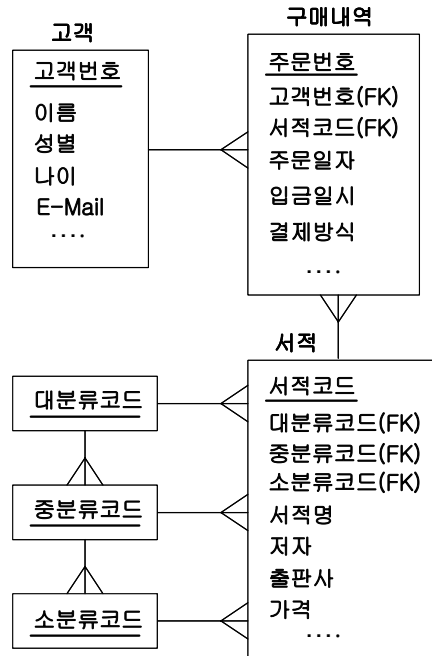 고객
고객번호
이름
성별
나이
E-Mail
....
구매내역
주문번호
고객번호(FK)
서적코드(FK)
주문일자
입금일시
결제방식
....
서적
서적코드
대분류코드(FK)
중분류코드(FK)
소분류코드(FK)
서적명
저자
출판사
가격
....
대분류코드
중분류코드
소분류코드